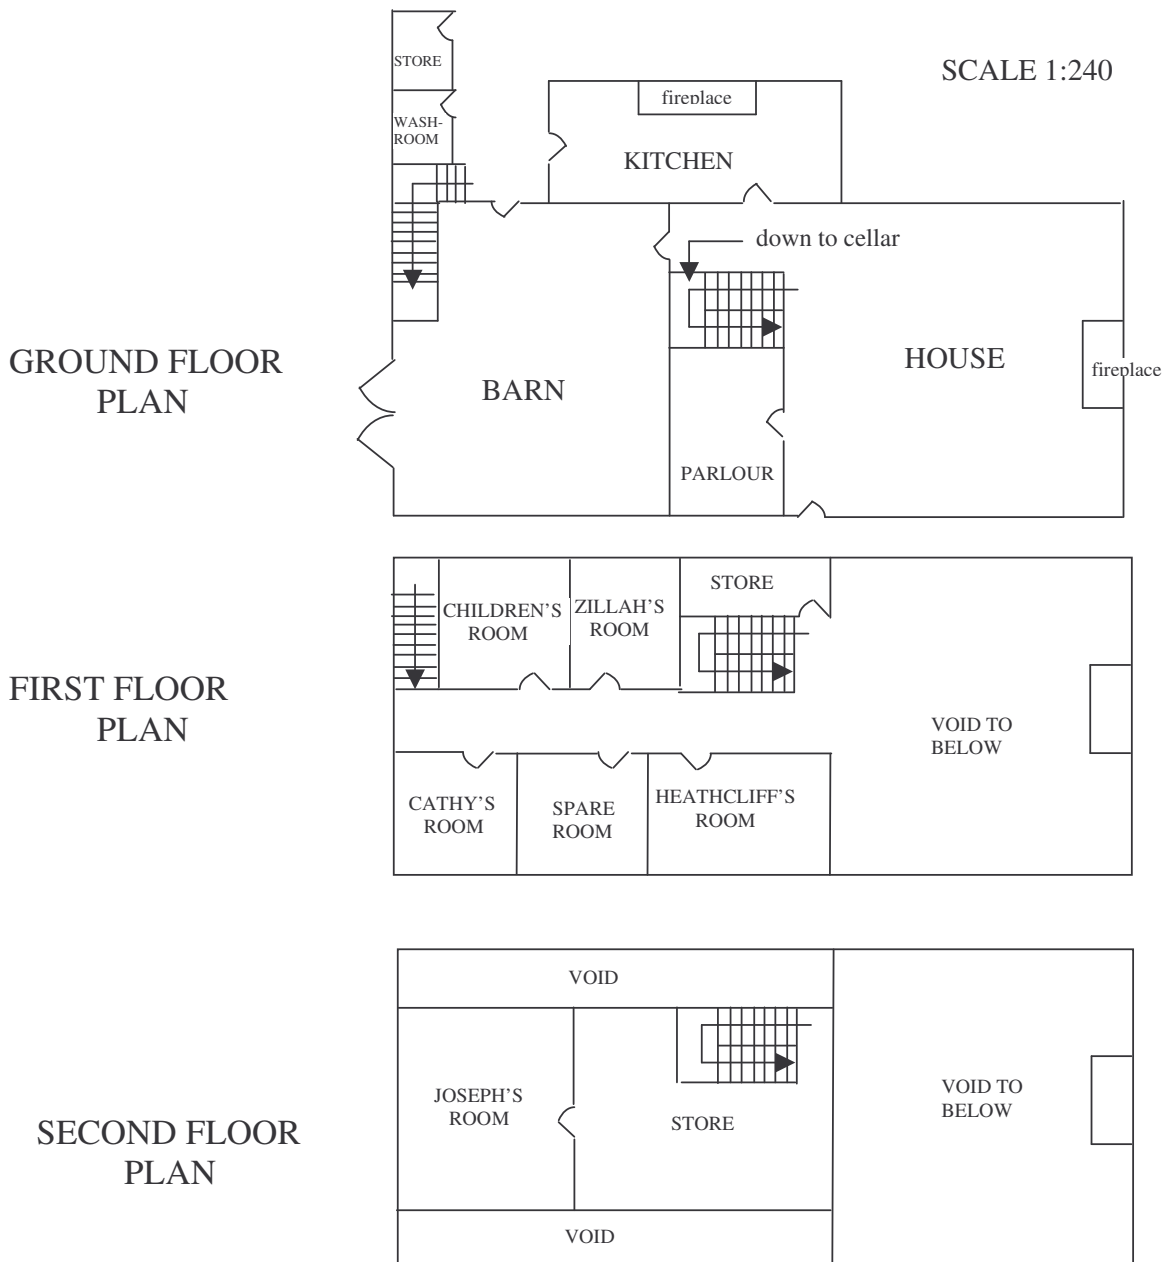 SCALE 1:240
STORE
fireplace
WASH-
ROOM
KITCHEN
down to cellar
GROUND FLOOR
PLAN
BARN
HOUSE
fireplace
PARLOUR
FIRST FLOOR
PLAN
CHILDREN'S
ROOM
ZILLAH'S
ROOM
STORE
VOID TO
BELOW
CATHY'S
ROOM
SPARE
ROOM
HEATHCLIFF'S
ROOM
SECOND FLOOR
PLAN
VOID
JOSEPH'S
ROOM
STORE
VOID TO
BELOW
VOID